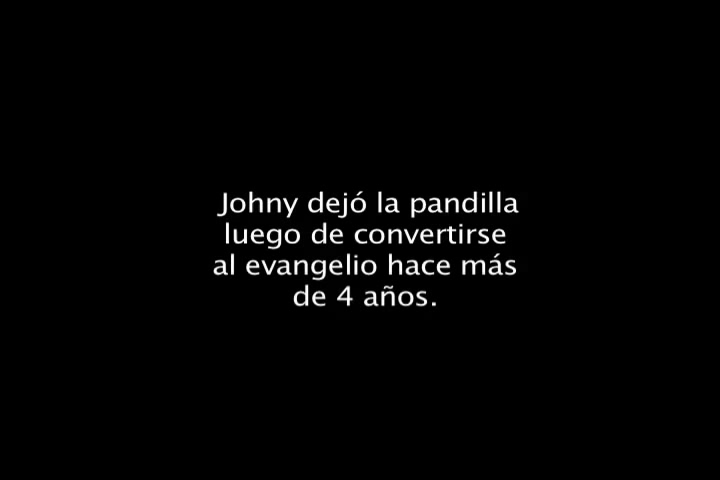 Johny dejó la pandilla
luego de convertirse
al evangelio hace más
de 4 años.